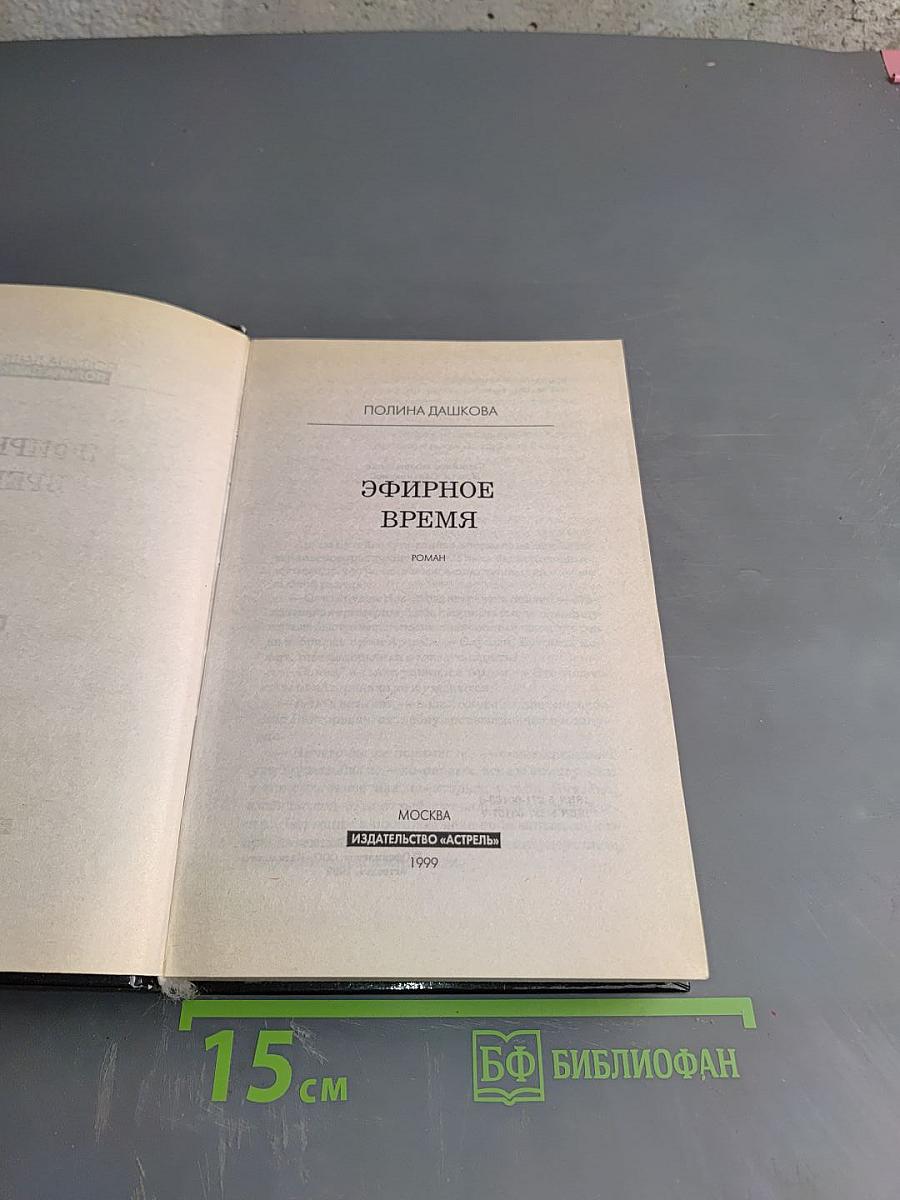 ПОЛИНА ДАШКОВА
ЭФИРНОЕ
ВРЕМЯ
РОМАН
МОСКВА
ИЗДАТЕЛЬСТВО «АСТРЕЛЬ»
1999
15 см
БФ БИБЛИОФАН